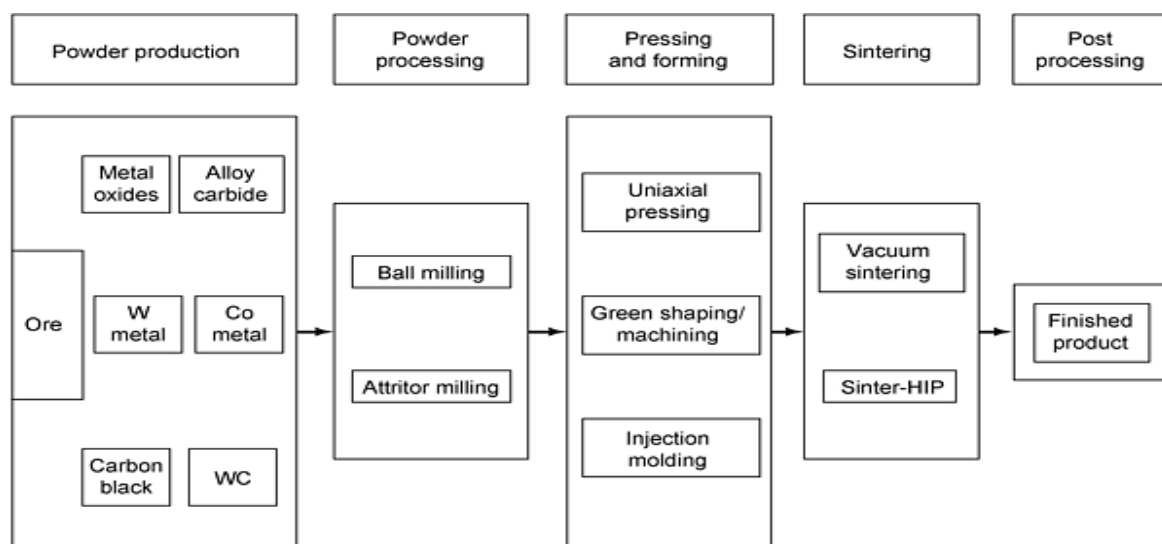 Powder production
Powder
processing
Pressing
and forming
Sintering
Post
processing
Metal
oxides
Alloy
carbide
Ore
W
metal
Co
metal
Carbon
black
WC
Ball milling
Attritor milling
Uniaxial
pressing
Green shaping/
machining
Injection
molding
Vacuum
sintering
Sinter-HIP
Finished
product